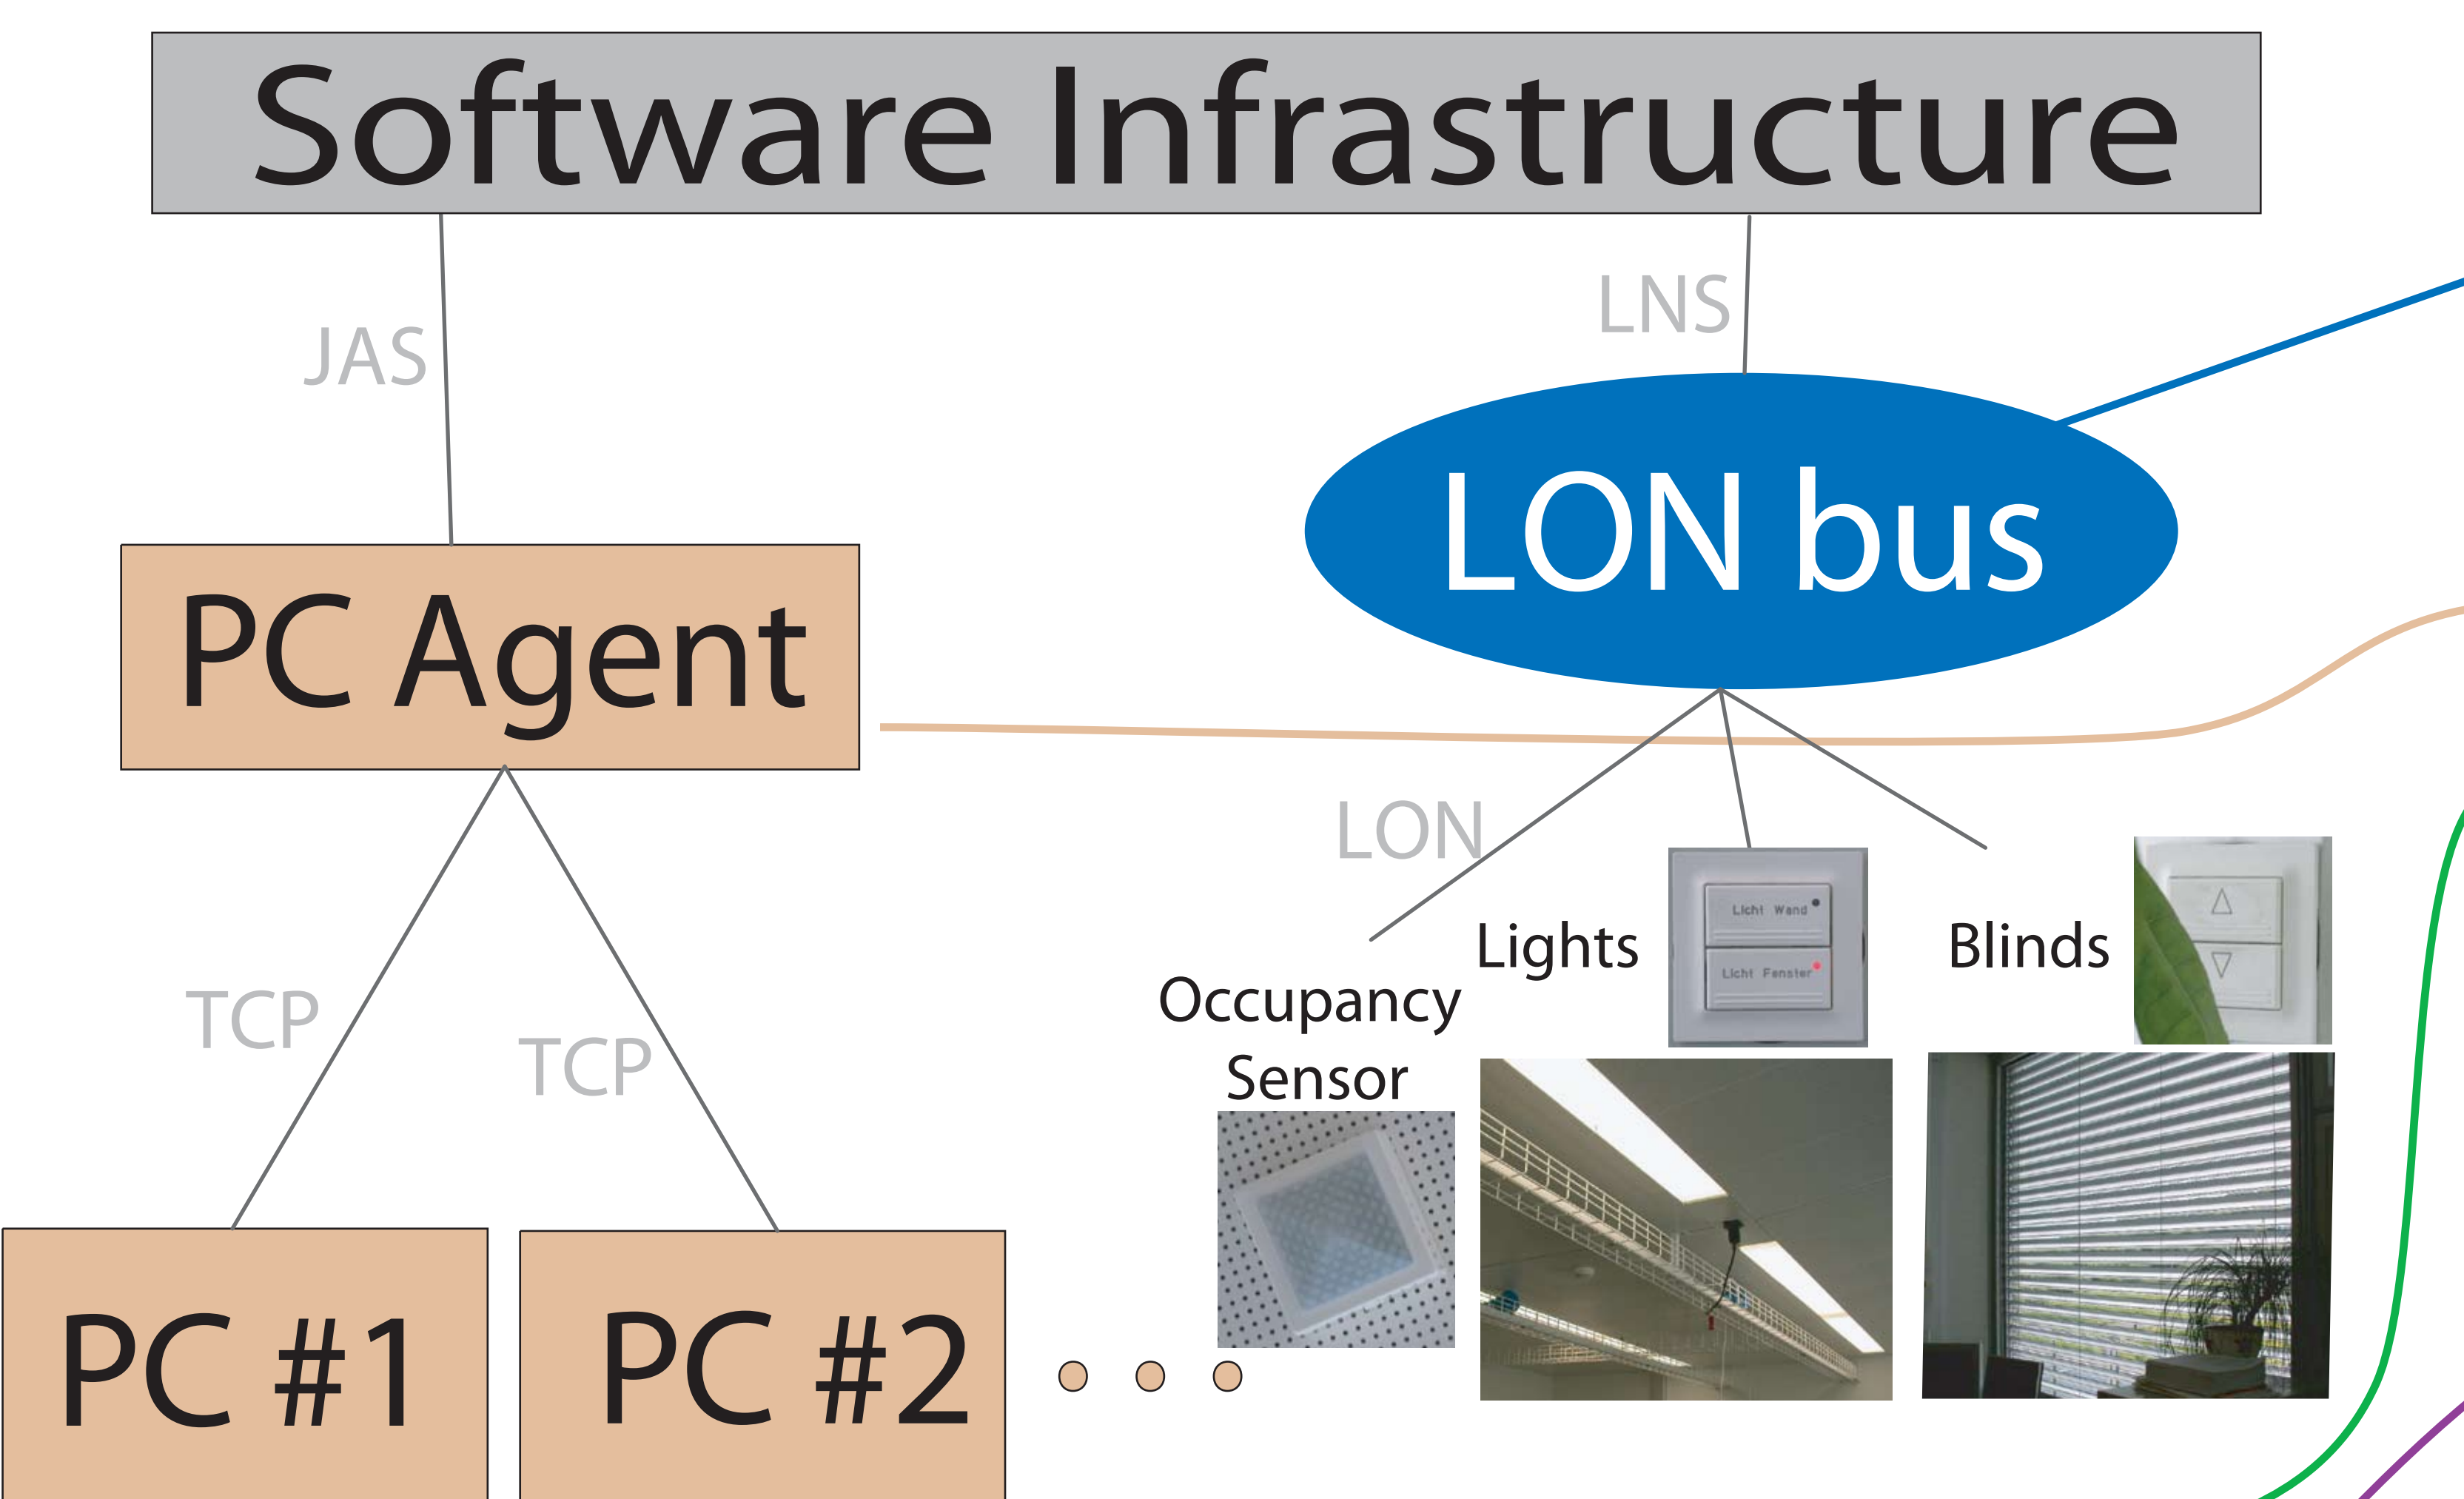 Software Infrastructure
JAS
LNS
LON bus
PC Agent
LON
Licht Wand
Licht Fenster
Lights
Blinds
Occupancy
Sensor
TCP
TCP
PC #1
PC #2